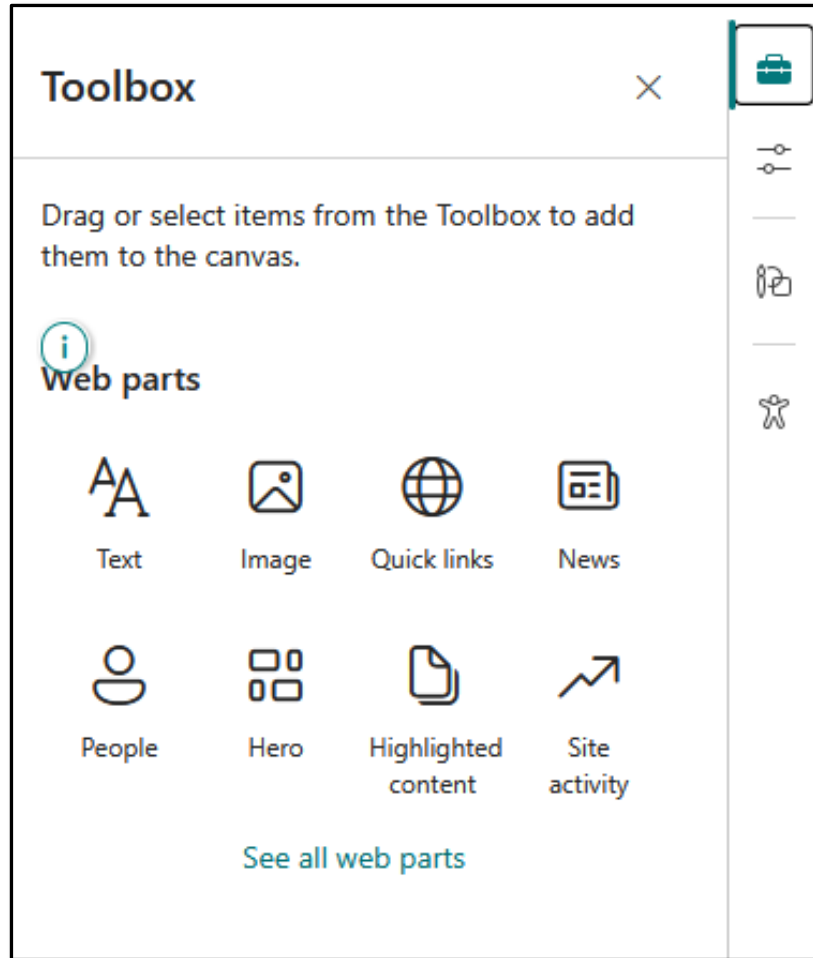 Toolbox
Drag or select items from the Toolbox to add
them to the canvas.
i
Web parts
Text
Image
Quick links
News
People
Hero
Highlighted
content
Site
activity
See all web parts